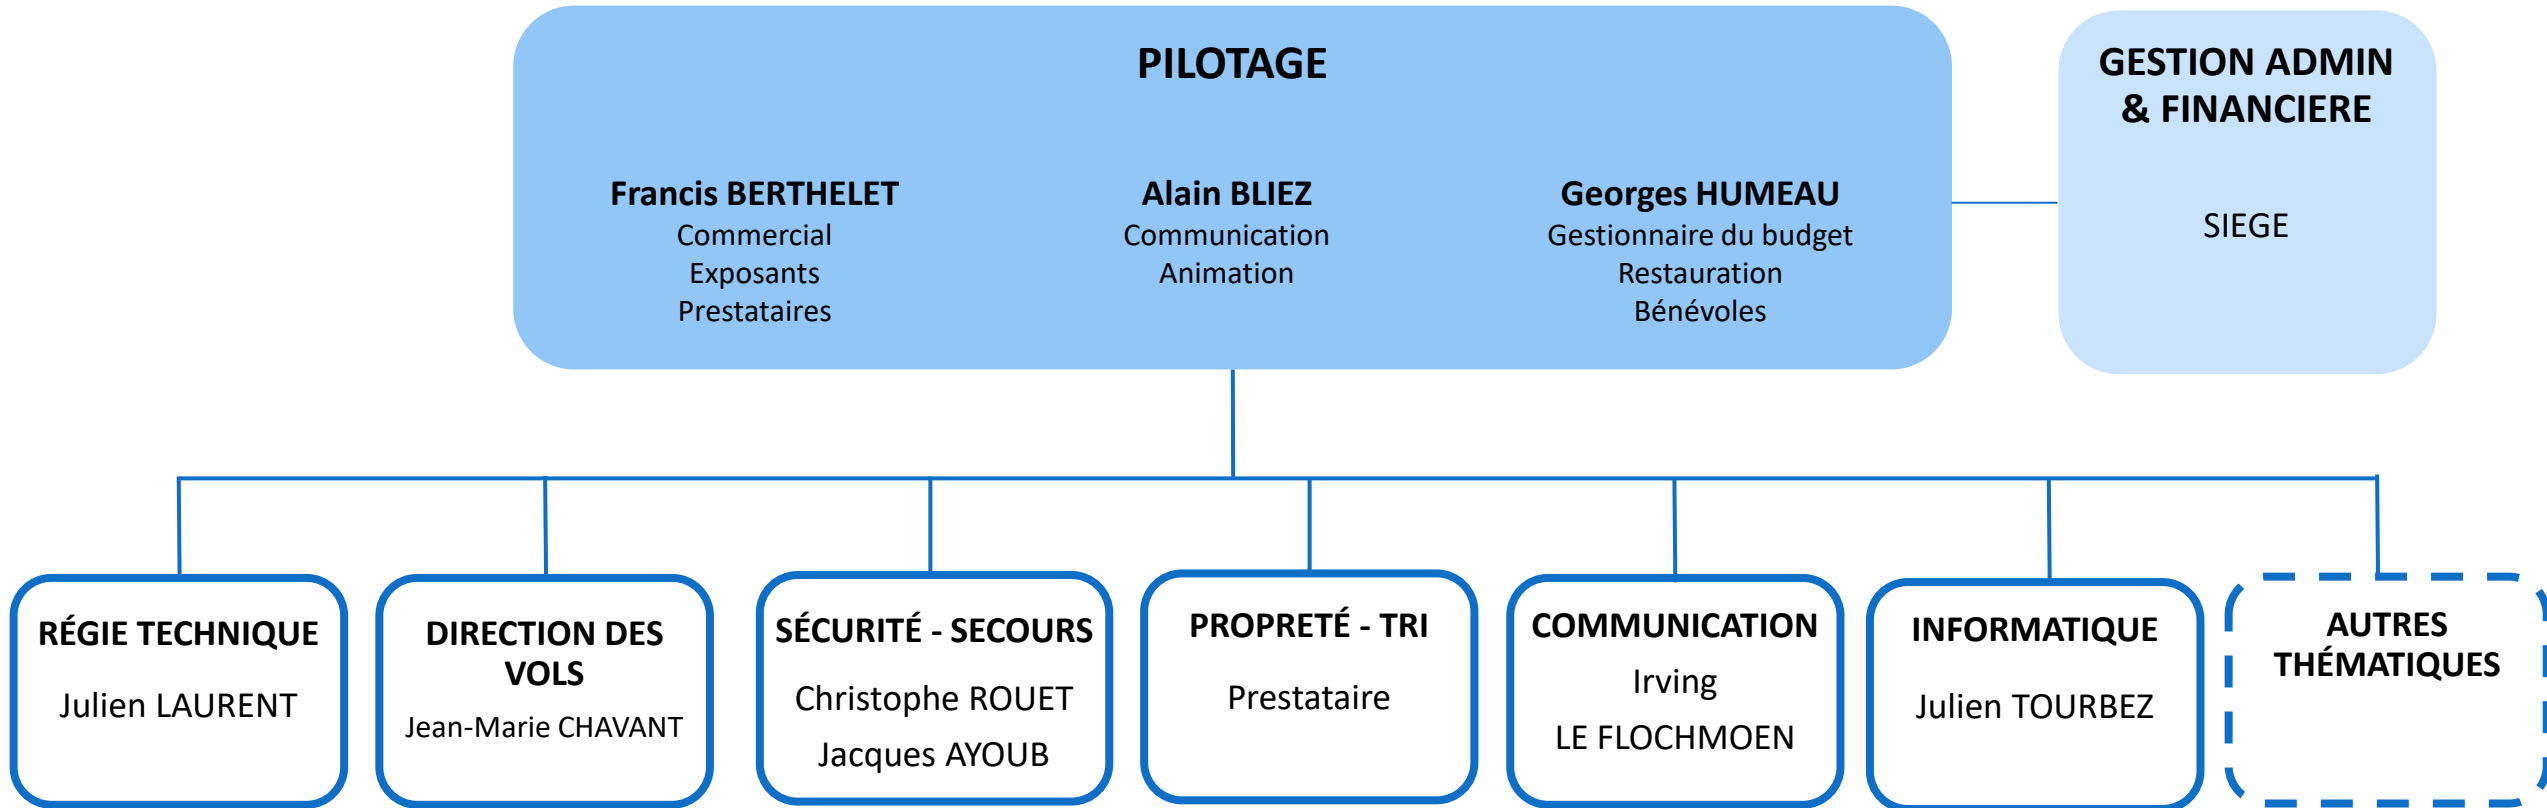 PILOTAGE
Francis BERTHELET
Commercial
Exposants
Prestataires
Alain BLIEZ
Communication
Animation
Georges HUMEAU
Gestionnaire du budget
Restauration
Bénévoles
GESTION ADMIN
& FINANCIERE
SIEGE
RÉGIE TECHNIQUE
Julien LAURENT
DIRECTION DES
VOLS
Jean-Marie CHAVANT
SÉCURITÉ - SECOURS
Christophe ROUET
Jacques AYOUB
PROPRETÉ - TRI
Prestataire
COMMUNICATION
Irving
LE FLOCHMOEN
INFORMATIQUE
Julien TOURBEZ
AUTRES
THÉMATIQUES